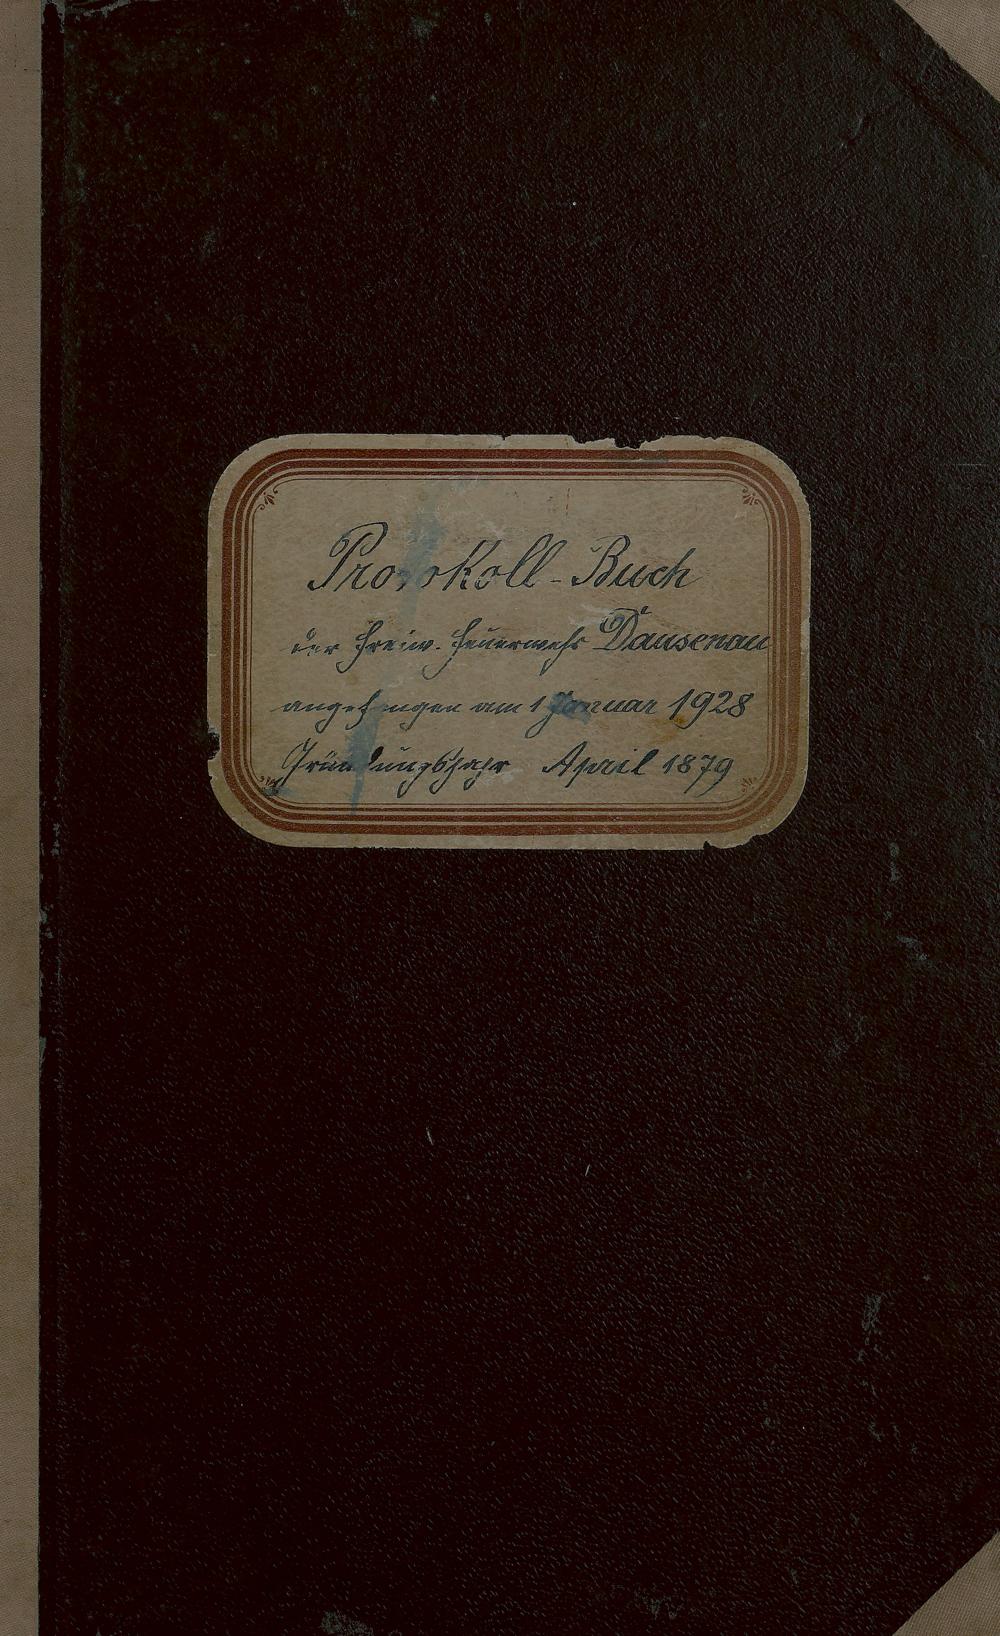 Protokoll-Buch
der Freiw. Feuerwehr Dausenau
angefangen am 1 Januar 1928
Gründungsjahr April 1879